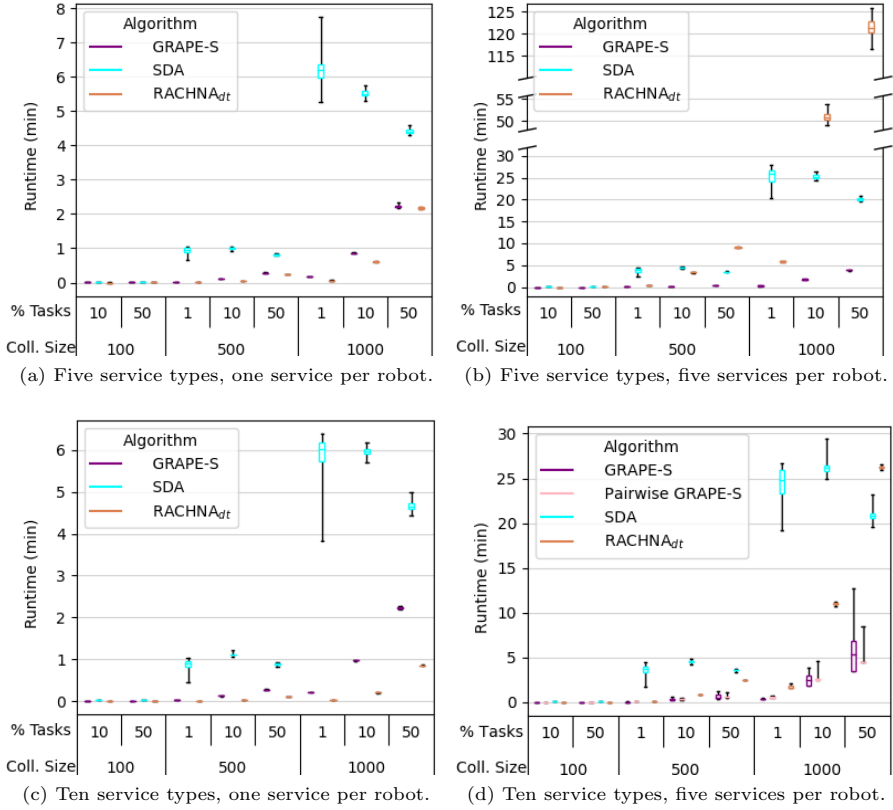 8
7
6
5
4
3
2
1
0
Runtime (min)
Algorithm
GRAPE-S
SDA
RACHNAdt
% Tasks
10 50 1 10 50 1 10 50
Coll. Size
100 500 1000
(a) Five service types, one service per robot.
125
120
115
55
50
25
30
20
15
10
5
0
Runtime (min)
Algorithm
GRAPE-S
SDA
RACHNAdt
% Tasks
10 50 1 10 50 1 10 50
Coll. Size
100 500 1000
(b) Five service types, five services per robot.
6
5
4
3
2
1
0
Runtime (min)
Algorithm
GRAPE-S
SDA
RACHNAdt
% Tasks
10 50 1 10 50 1 10 50
Coll. Size
100 500 1000
(c) Ten service types, one service per robot.
30
25
20
15
10
5
0
Runtime (min)
Algorithm
GRAPE-S
Pairwise GRAPE-S
SDA
RACHNAdt
% Tasks
10 50 1 10 50 1 10 50
Coll. Size
100 500 1000
(d) Ten service types, five services per robot.